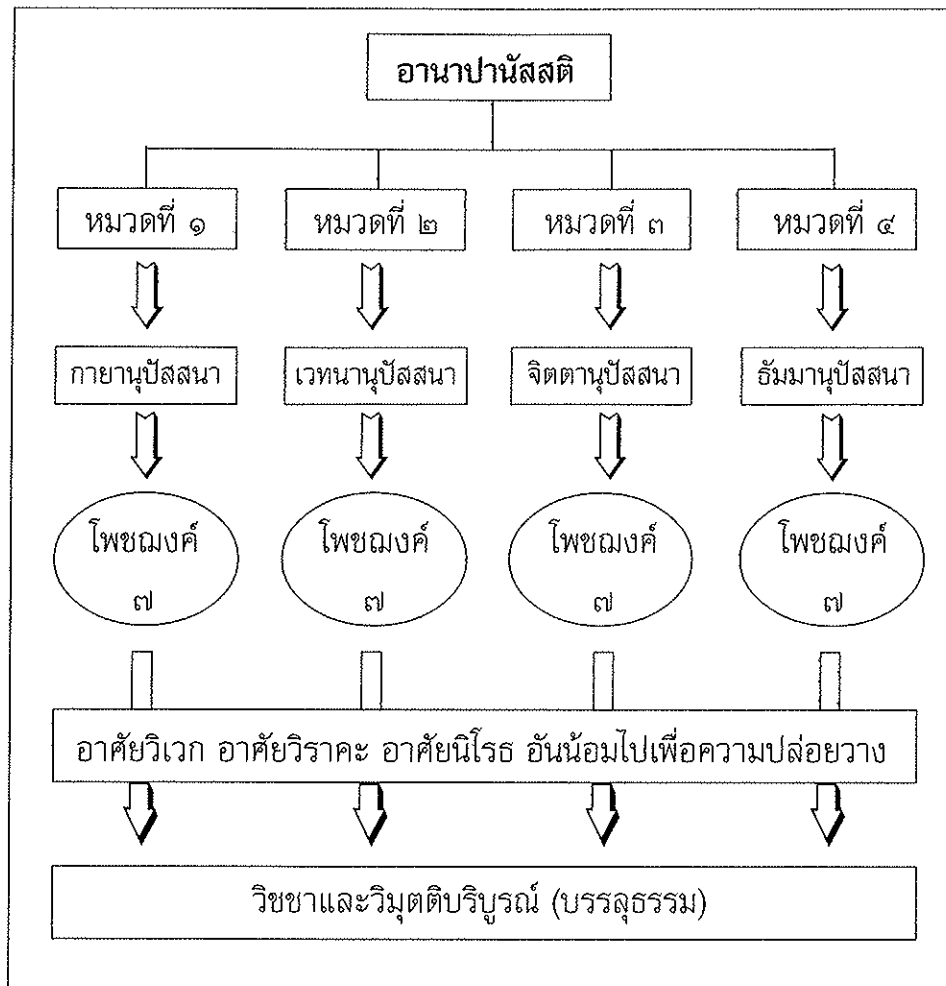 อานาปานัสสติ
หมวดที่ ๑ หมวดที่ ๒ หมวดที่ ๓ หมวดที่ ๔
กายานุปัสสนา เวทนานุปัสสนา จิตตานุปัสสนา ธัมมานุปัสสนา
โพชฌงค์ โพชฌงค์ โพชฌงค์ โพชฌงค์
๗ ๗ ๗ ๗
อาศัยวิเวก อาศัยวิราคะ อาศัยนิโรธ อันน้อมไปเพื่อความปล่อยวาง
วิชชาและวิมุตติบริบูรณ์ (บรรลุธรรม)